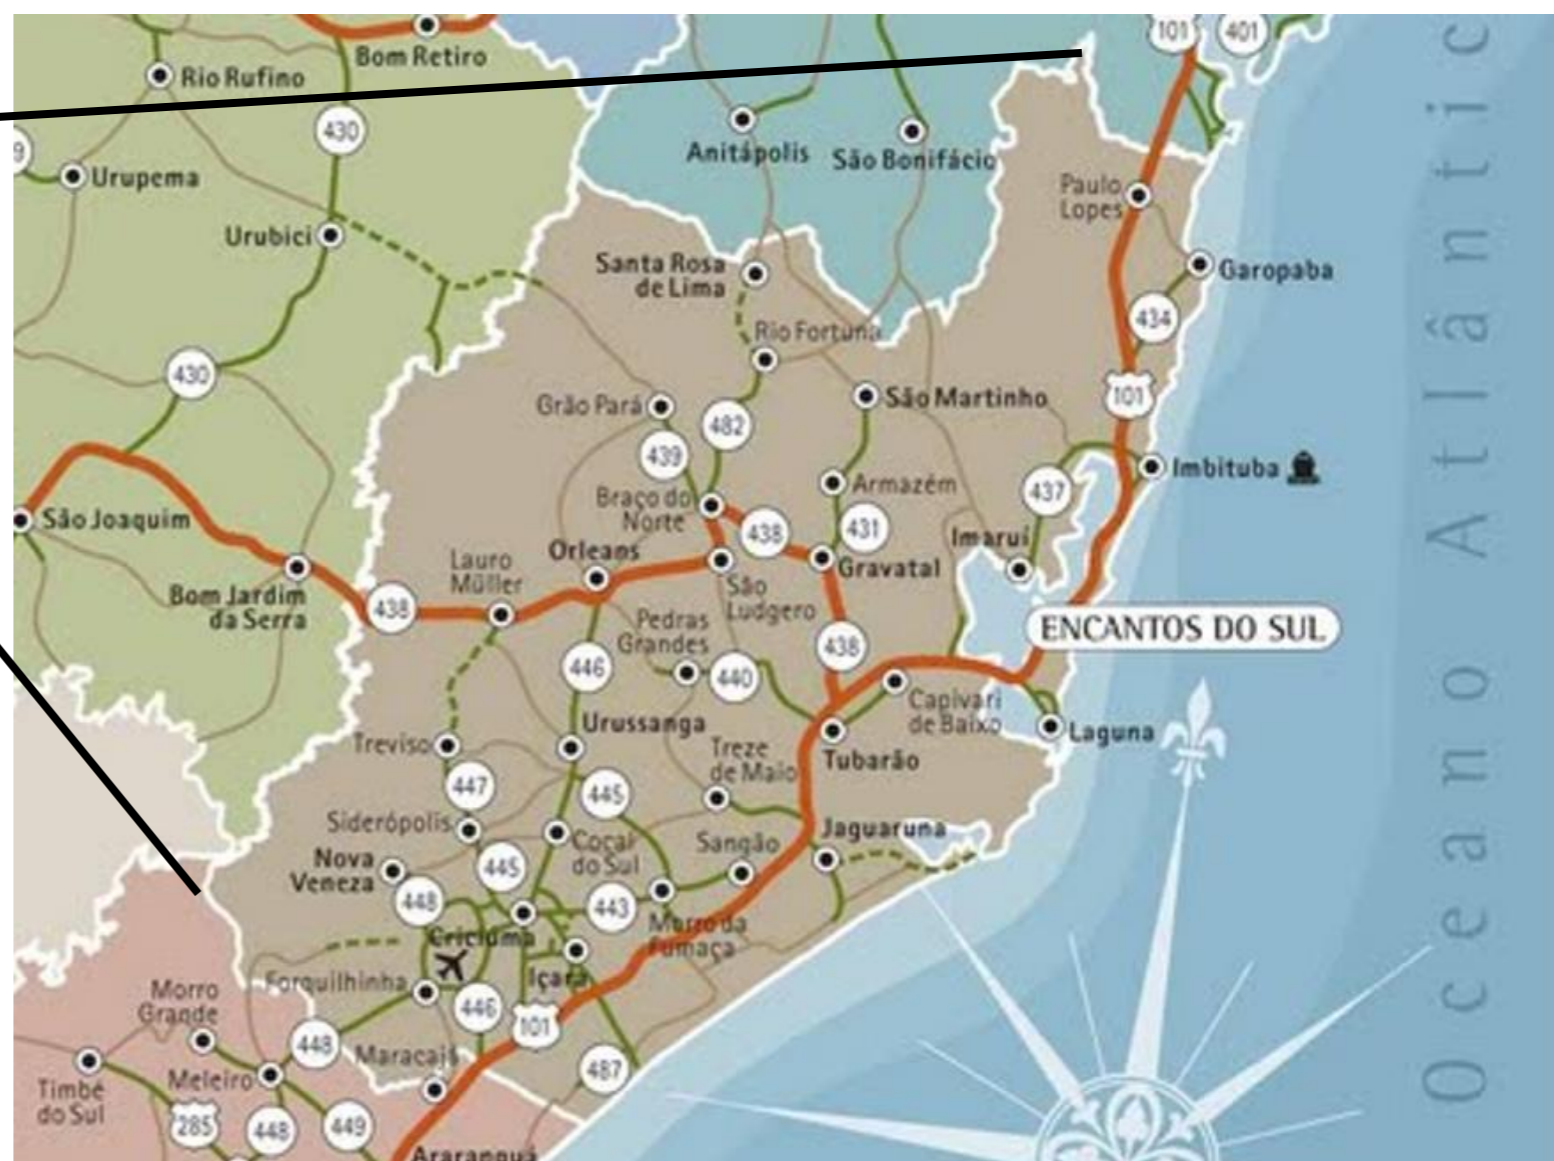 101
401
Bom Retiro
Rio Rufino
430
Anitápolis
São Bonifácio
9
Urupema
Paulo
Lopes
Urubici
Santa Rosa
de Lima
Garopaba
434
Rio Fortuna
430
101
Grão Pará
482
São Martinho
439
Imbituba
437
Armazém
Braço do
Norte
438
431
São Joaquim
Imaruí
Orleans
Lauro
Müller
Gravatal
São
Ludgero
Bom Jardim
da Serra
438
Pedras
Grandes
ENCANTOS DO SUL
438
446
440
Capivari
de Baixo
Urussanga
Laguna
Treviso
Treze
de Maio
Tubarão
447
445
Siderópolis
Jaguaruna
Cocal
do Sul
Sangão
Nova
Veneza
445
448
443
Morro da
Fumaça
Criciúma
Içara
Forquilhinha
Morro
Grande
446
101
448
Maracajá
487
Meleiro
Timbé
do Sul
285
448
449
Araranguá
Oceano Atlântic